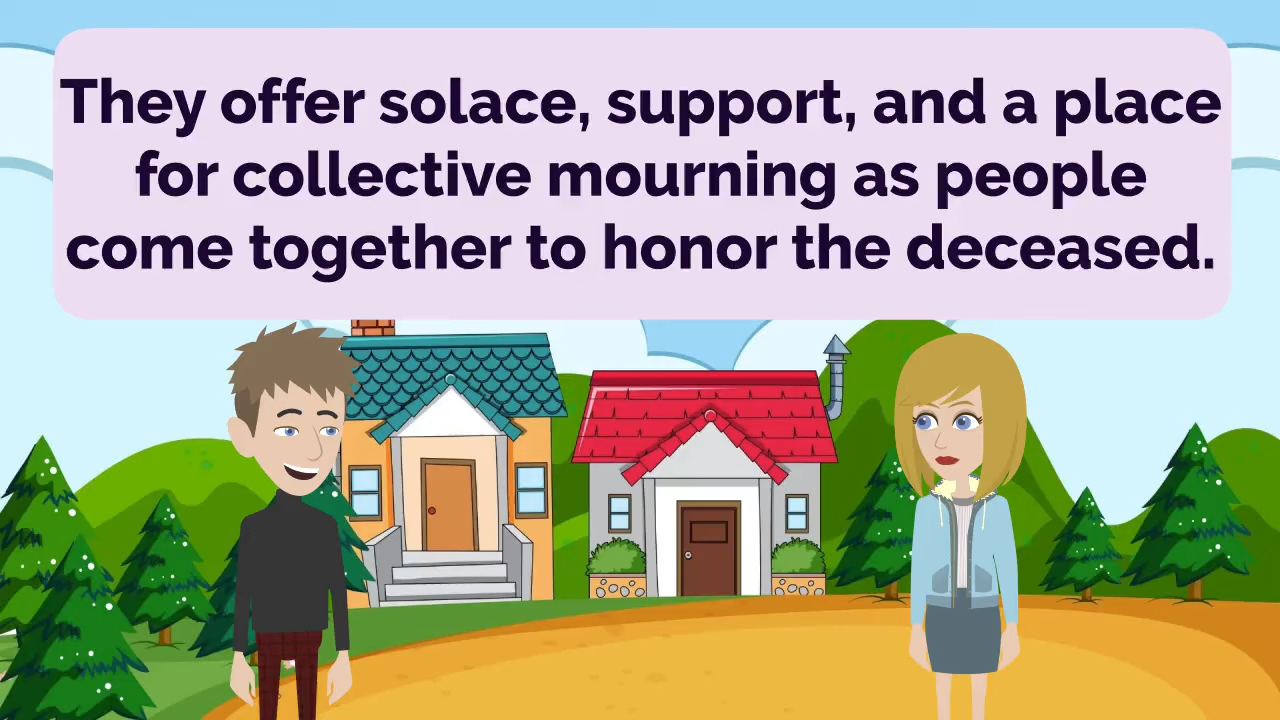 They offer solace, support, and a place
for collective mourning as people
come together to honor the deceased.